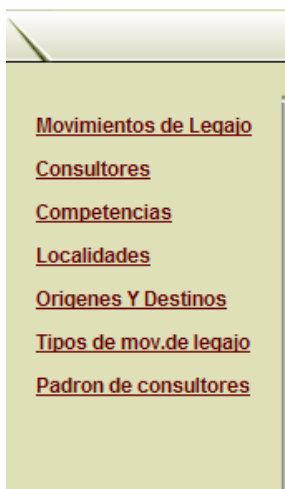 Movimientos de Legajo
Consultores
Competencias
Localidades
Origenes Y Destinos
Tipos de mov.de legajo
Padron de consultores